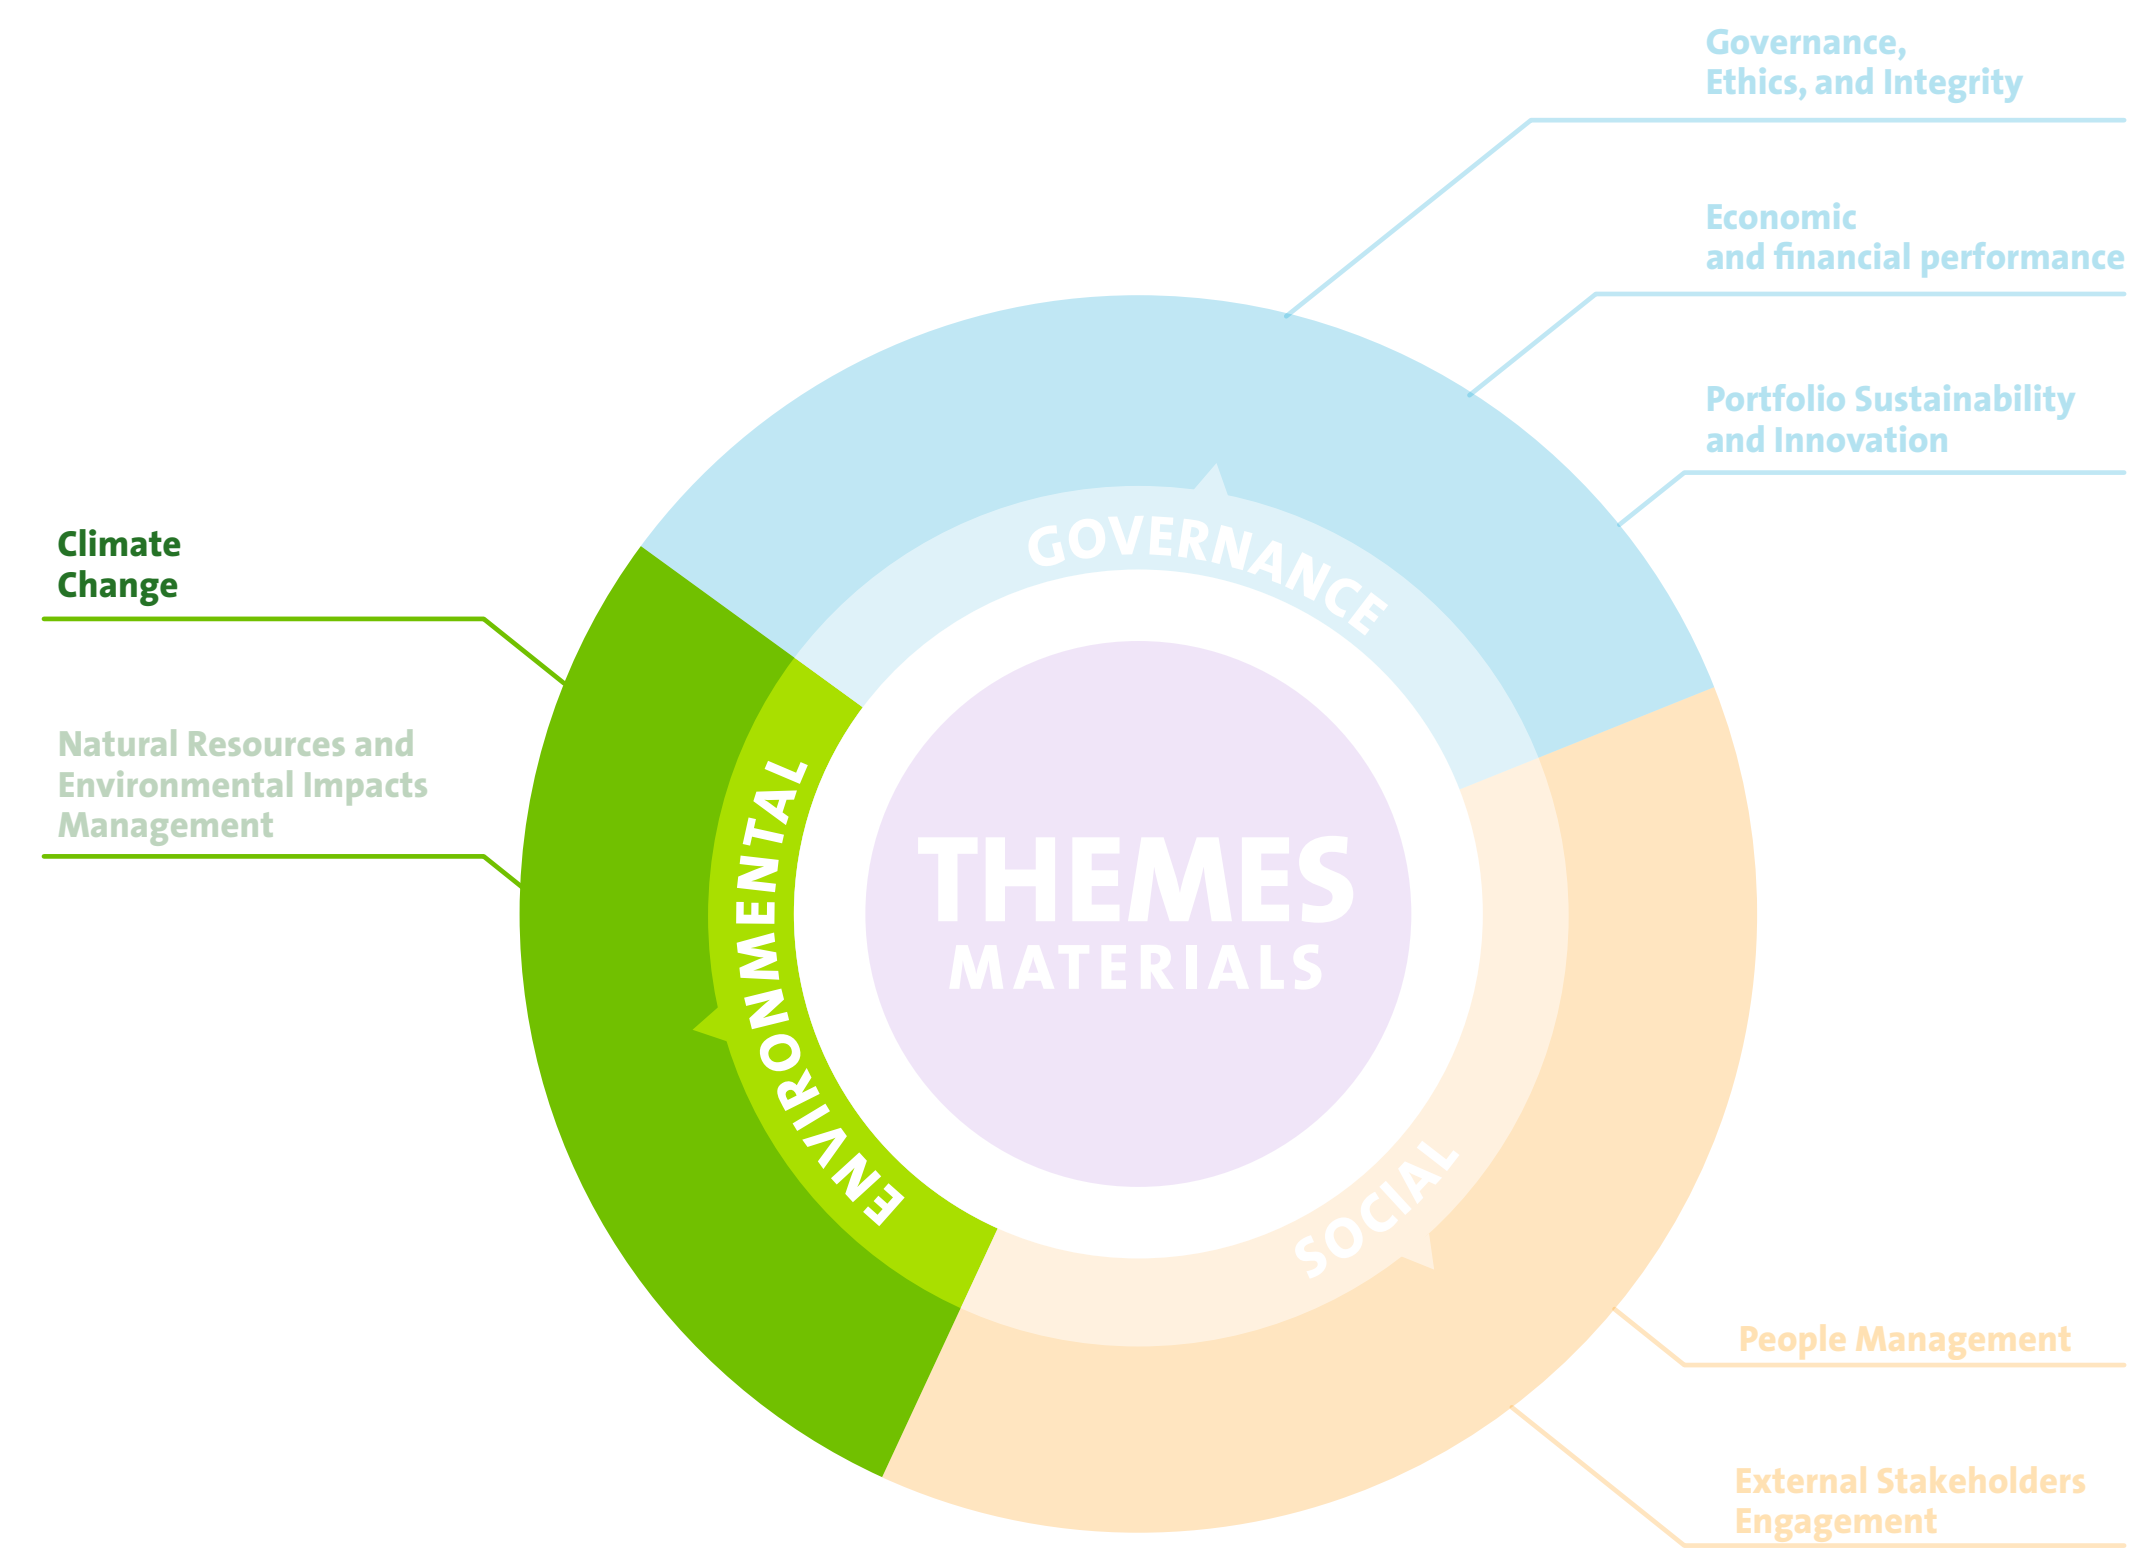 Governance,
Ethics, and Integrity
Economic
and financial performance
Portfolio Sustainability
and Innovation
Climate
Change
Natural Resources and
Environmental Impacts
Management
GOVERNANCE
ENVIRONMENTAL
THEMES
MATERIALS
SOCIAL
People Management
External Stakeholders
Engagement